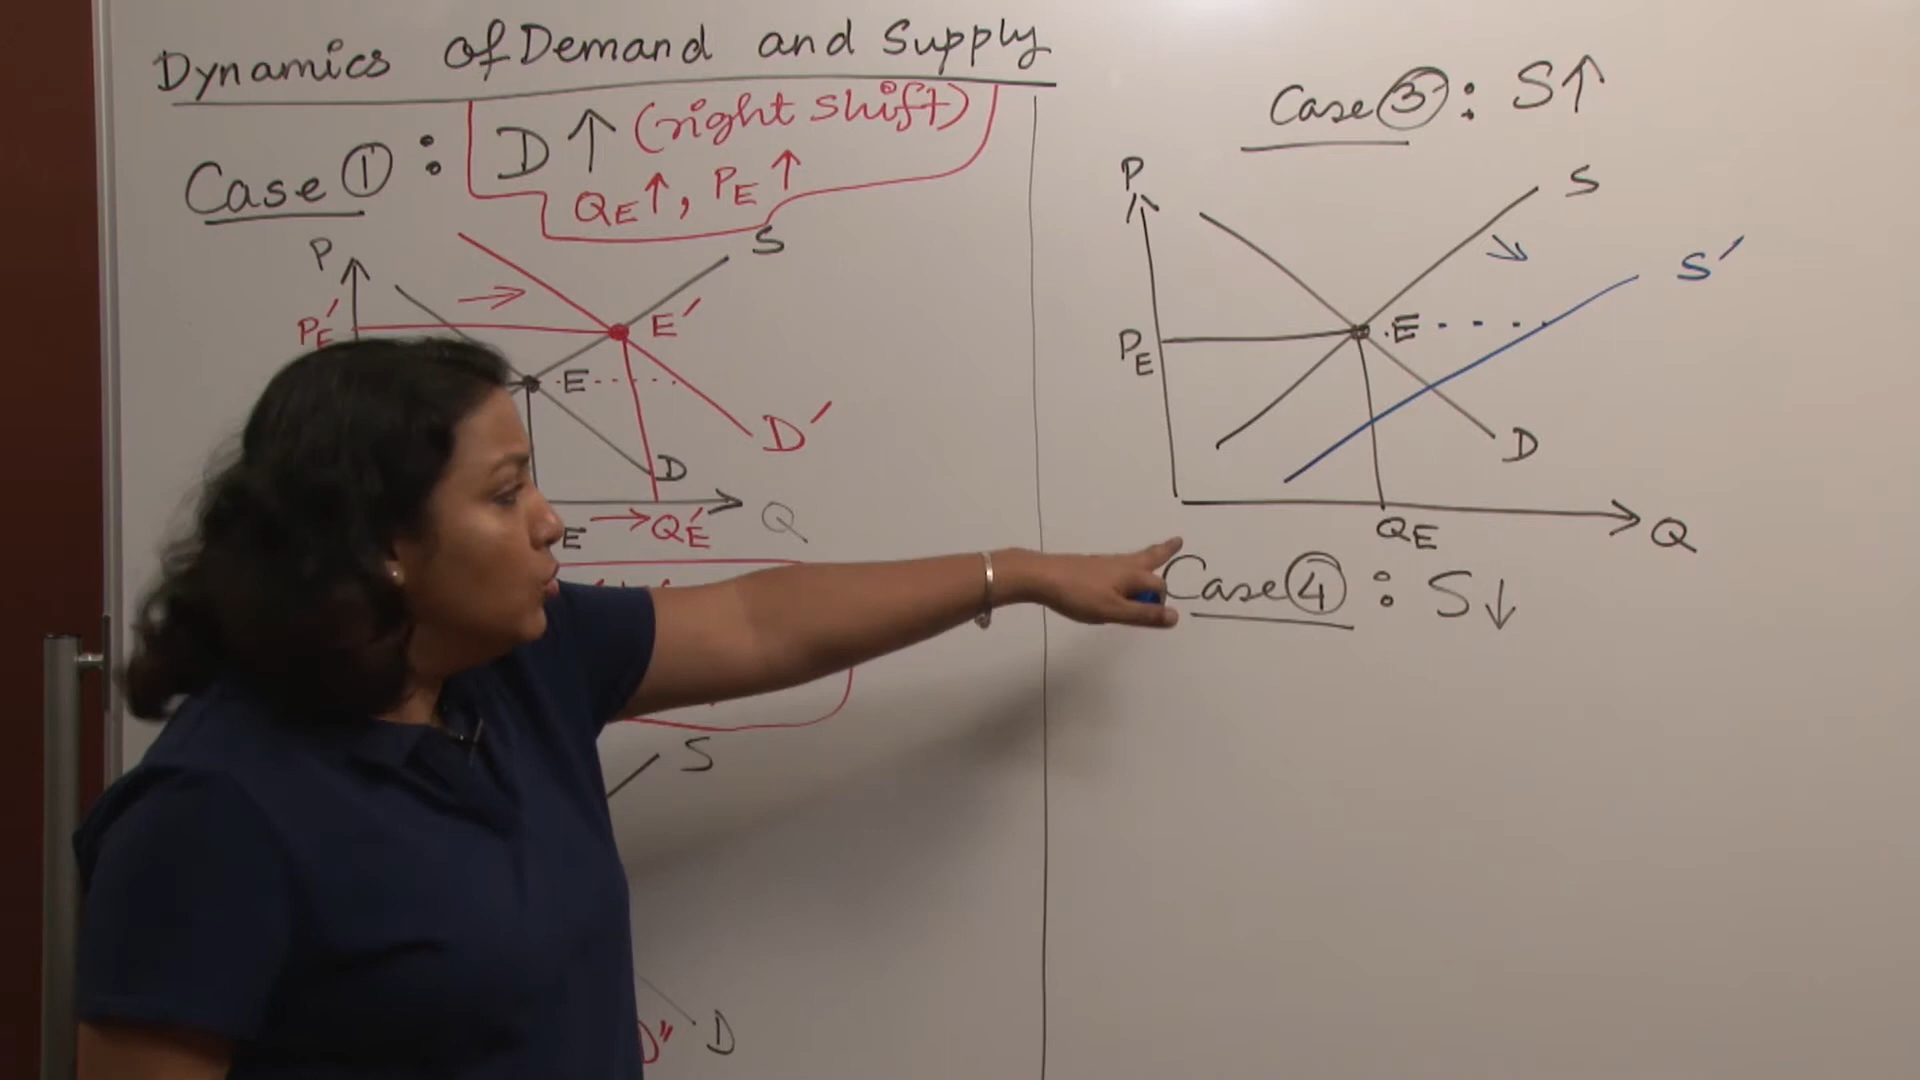 Dynamics of Demand and Supply
Case ① : D ↑ (right shift)
QE ↑, PE ↑
P
S
PE′
E′
E
D′
D
E → QE′
Q
S
D″
D
Case ③ : S ↑
P
S
S′
PE
E
D
QE
Q
Case ④ : S ↓